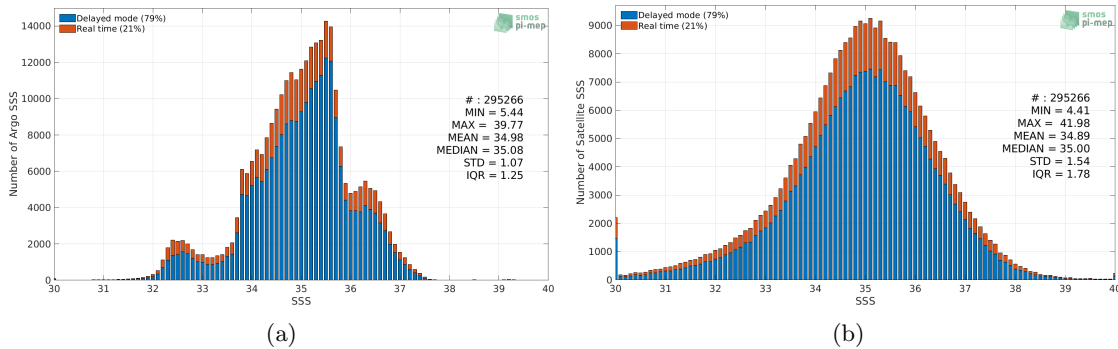 Delayed mode (79%)
Real time (21%)
smos
pi-mep
Number of Argo SSS
14000
12000
10000
8000
6000
4000
2000
0
# : 295266
MIN = 5.44
MAX = 39.77
MEAN = 34.98
MEDIAN = 35.08
STD = 1.07
IQR = 1.25
30 31 32 33 34 35 36 37 38 39 40
SSS
(a)
Delayed mode (79%)
Real time (21%)
smos
pi-mep
Number of Satellite SSS
9000
8000
7000
6000
5000
4000
3000
2000
1000
0
# : 295266
MIN = 4.41
MAX = 41.98
MEAN = 34.89
MEDIAN = 35.00
STD = 1.54
IQR = 1.78
30 31 32 33 34 35 36 37 38 39 40
SSS
(b)